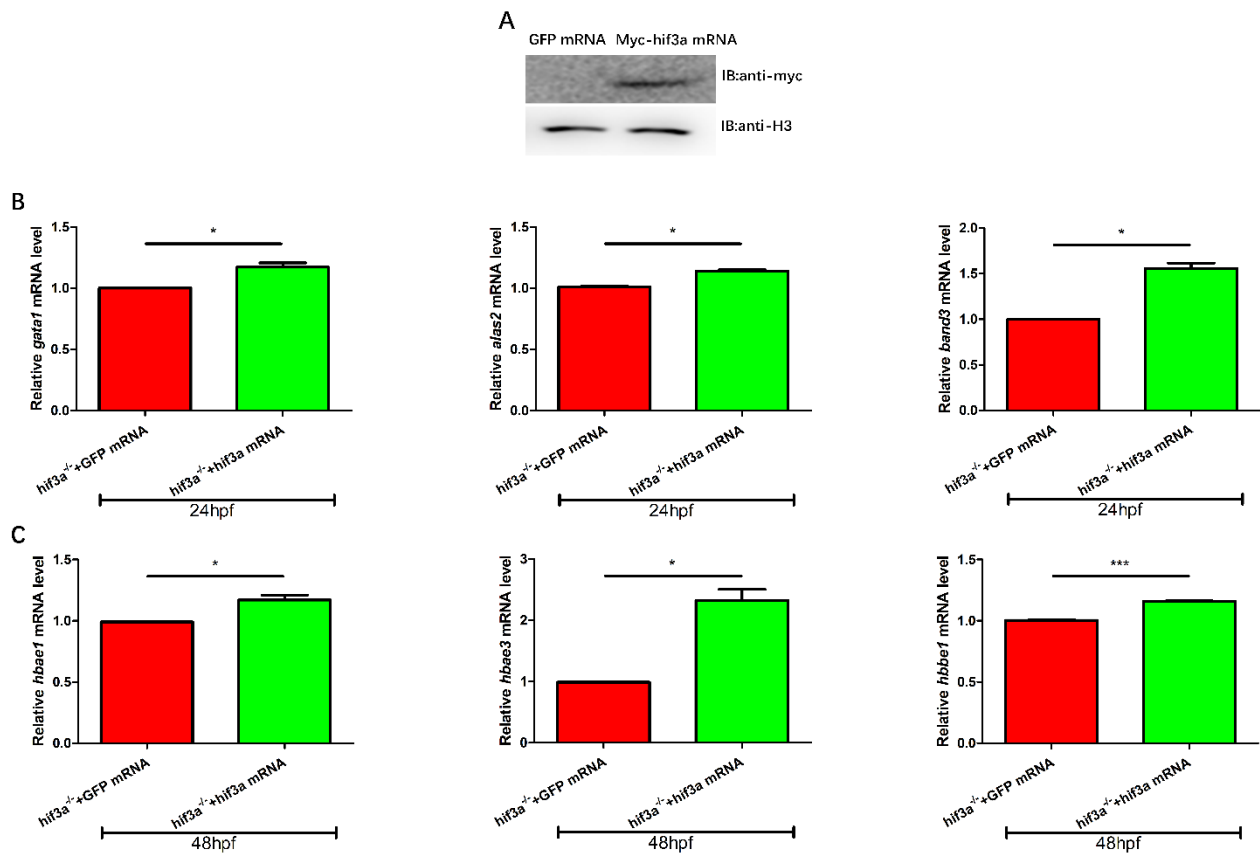 A
GFP mRNA Myc-hif3a mRNA
IB:anti-myc
IB:anti-H3
B
Relative gata1 mRNA level
1.5
1.0
0.5
0.0
*
hif3a-/-+GFP mRNA
hif3a-/-+hif3a mRNA
24hpf
Relative alas2 mRNA level
1.5
1.0
0.5
0.0
*
hif3a-/-+GFP mRNA
hif3a-/-+hif3a mRNA
24hpf
Relative band3 mRNA level
2.0
1.5
1.0
0.5
0.0
*
hif3a-/-+GFP mRNA
hif3a-/-+hif3a mRNA
24hpf
C
Relative hbae1 mRNA level
1.5
1.0
0.5
0.0
*
hif3a-/-+GFP mRNA
hif3a-/-+hif3a mRNA
48hpf
Relative hbae3 mRNA level
3
2
1
0
*
hif3a-/-+GFP mRNA
hif3a-/-+hif3a mRNA
48hpf
Relative hbbe1 mRNA level
1.5
1.0
0.5
0.0
***
hif3a-/-+GFP mRNA
hif3a-/-+hif3a mRNA
48hpf